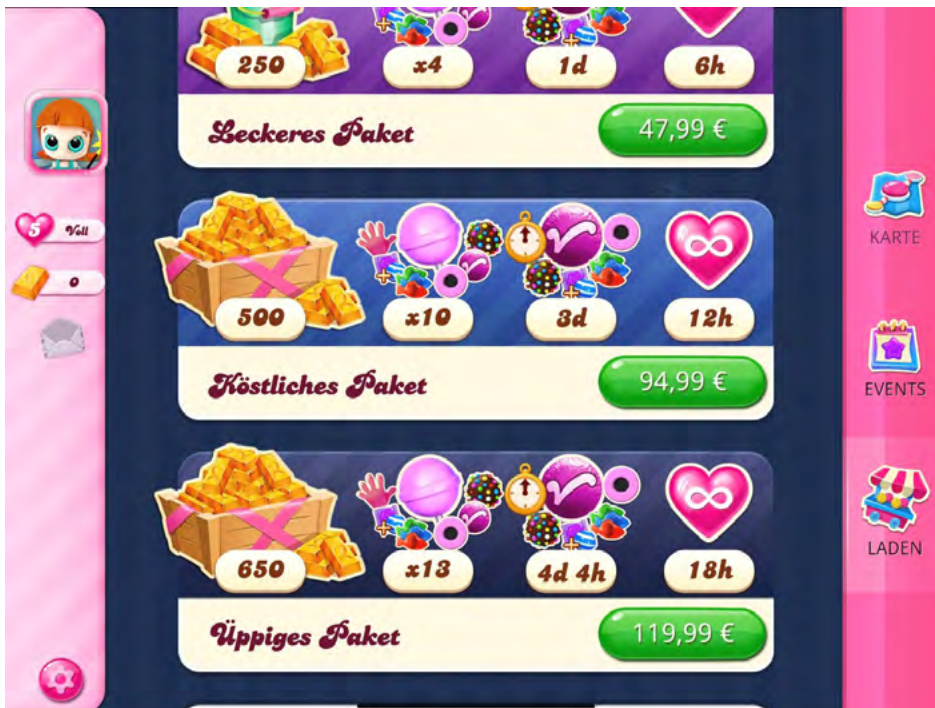 250 x4 1d 6h
Leckeres Paket 47,99 €
5 Voll
KARTE
0
500 x10 3d 12h
Köstliches Paket 94,99 €
EVENTS
LADEN
650 x13 4d 4h 18h
Üppiges Paket 119,99 €